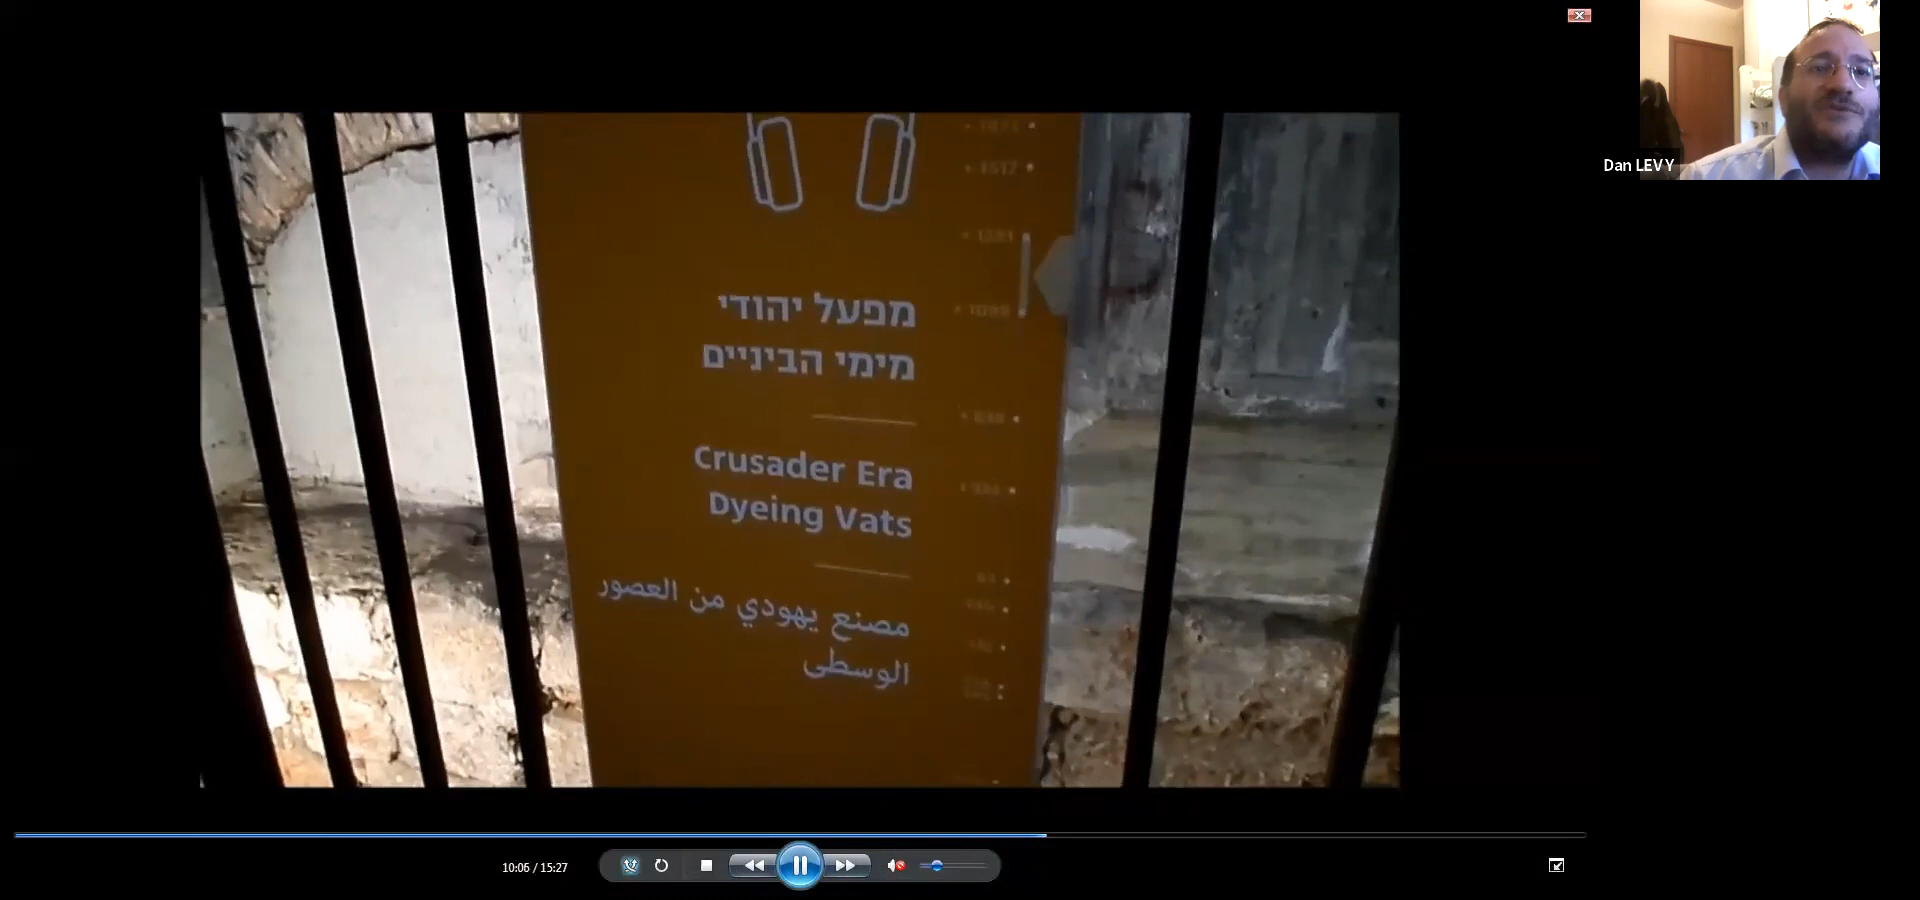 Dan LEVY
1517
מפעל יהודי
מימי הביניים
Crusader Era
Dyeing Vats
مصنع يهودي من العصور
الوسطى
10:06 / 15:27